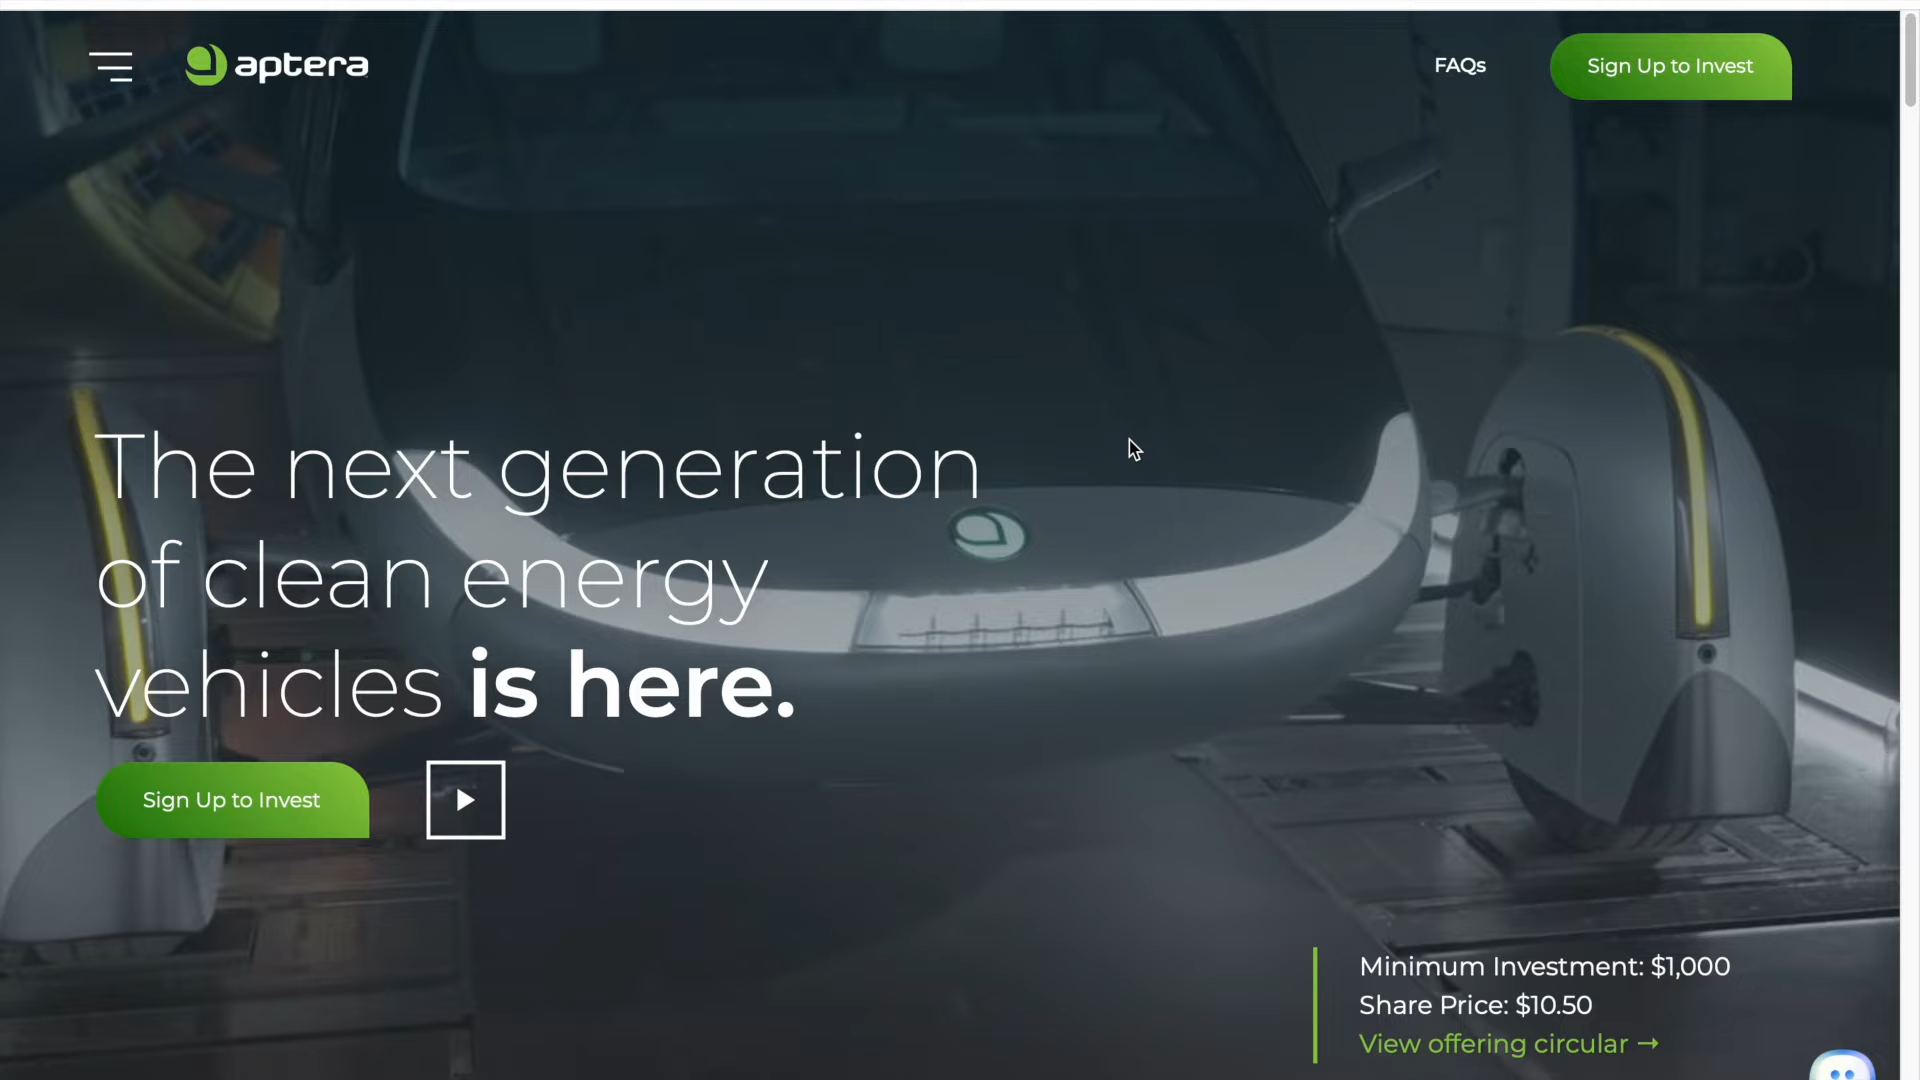 aptera
FAQs
Sign Up to Invest
The next generation
of clean energy
vehicles is here.
Sign Up to Invest
Minimum Investment: $1,000
Share Price: $10.50
View offering circular →